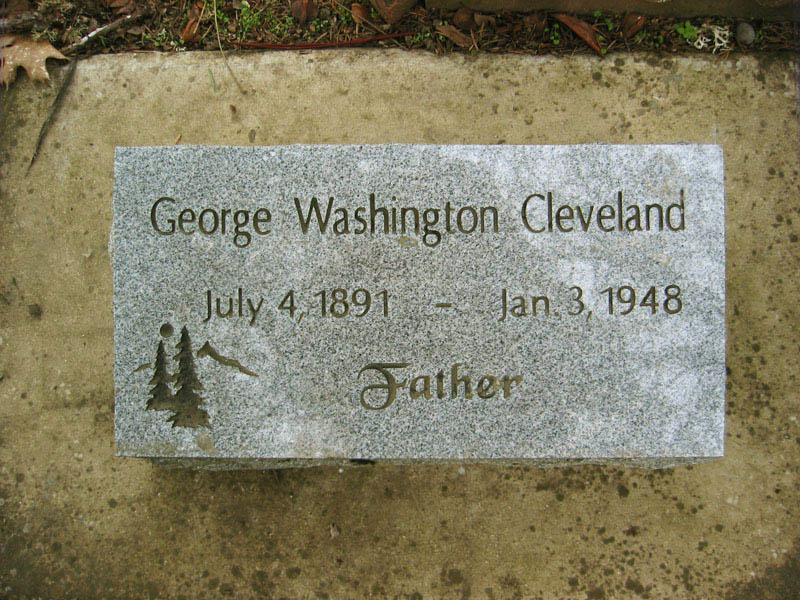 George Washington Cleveland
July 4, 1891 - Jan. 3, 1948
Father